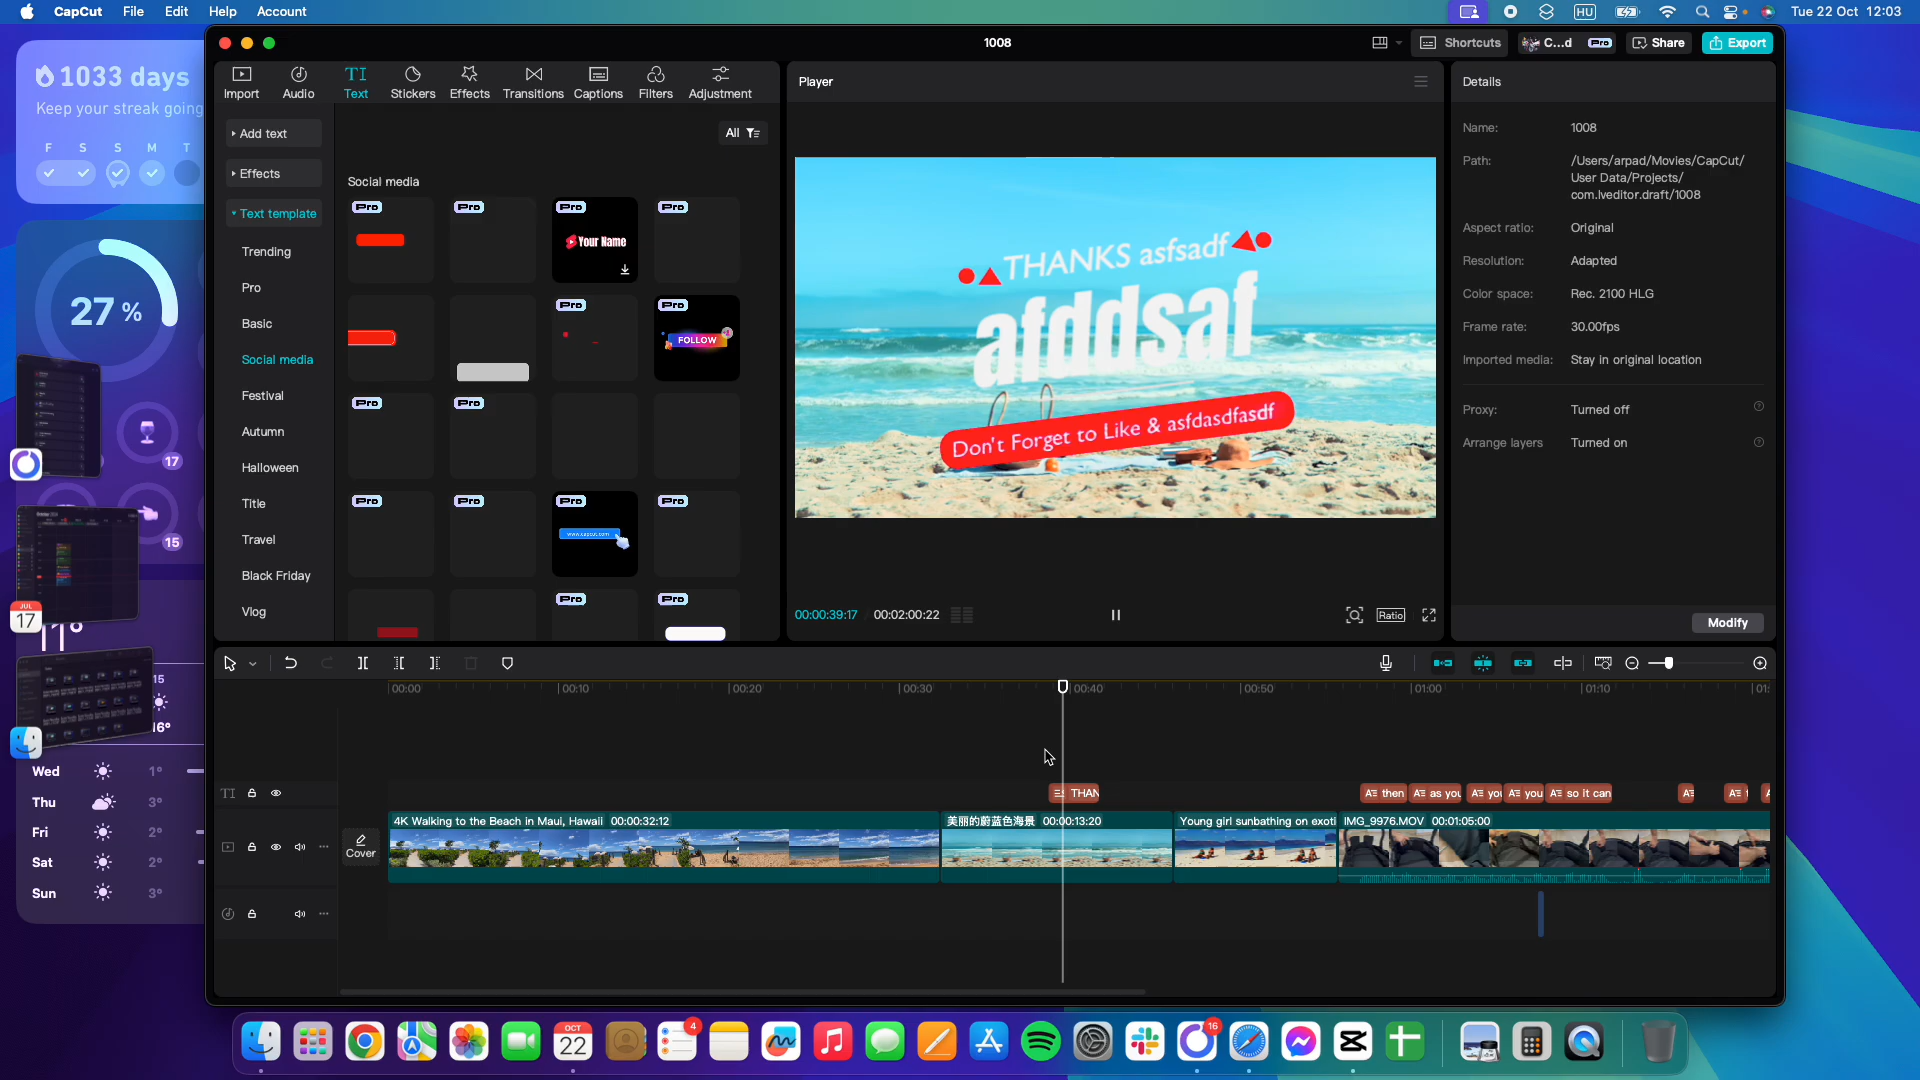 CapCut File Edit Help Account
HU Tue 22 Oct 12:03
1008
Shortcuts C...d Pro Share Export
1033 days
Keep your streak going
F S S M T
27 %
17
15
JUL
17
11°
15
16°
Wed 1°
Thu 3°
Fri 2°
Sat 2°
Sun 3°
Import Audio Text Stickers Effects Transitions Captions Filters Adjustment
Add text
Effects
Text template
Trending
Pro
Basic
Social media
Festival
Autumn
Halloween
Title
Travel
Black Friday
Vlog
All
Social media
Pro Pro Pro Pro
Your Name
Pro Pro
FOLLOW
Pro Pro
Pro Pro Pro Pro
www.capcut.com
Pro Pro
Player
THANKS asfsadf
afddsaf
Don't Forget to Like & asfdasdfasdf
00:00:39:17 00:02:00:22
Ratio
Details
Name: 1008
Path: /Users/arpad/Movies/CapCut/
User Data/Projects/
com.lveditor.draft/1008
Aspect ratio: Original
Resolution: Adapted
Color space: Rec. 2100 HLG
Frame rate: 30.00fps
Imported media: Stay in original location
Proxy: Turned off
Arrange layers Turned on
Modify
00:00 00:10 00:20 00:30 00:40 00:50 01:00 01:10 01:
TI THAN then as you you you so it can
Cover
4K Walking to the Beach in Maui, Hawaii 00:00:32:12
美丽的蔚蓝色海景 00:00:13:20
Young girl sunbathing on exoti
IMG_9976.MOV 00:01:05:00
OCT
22
4
16